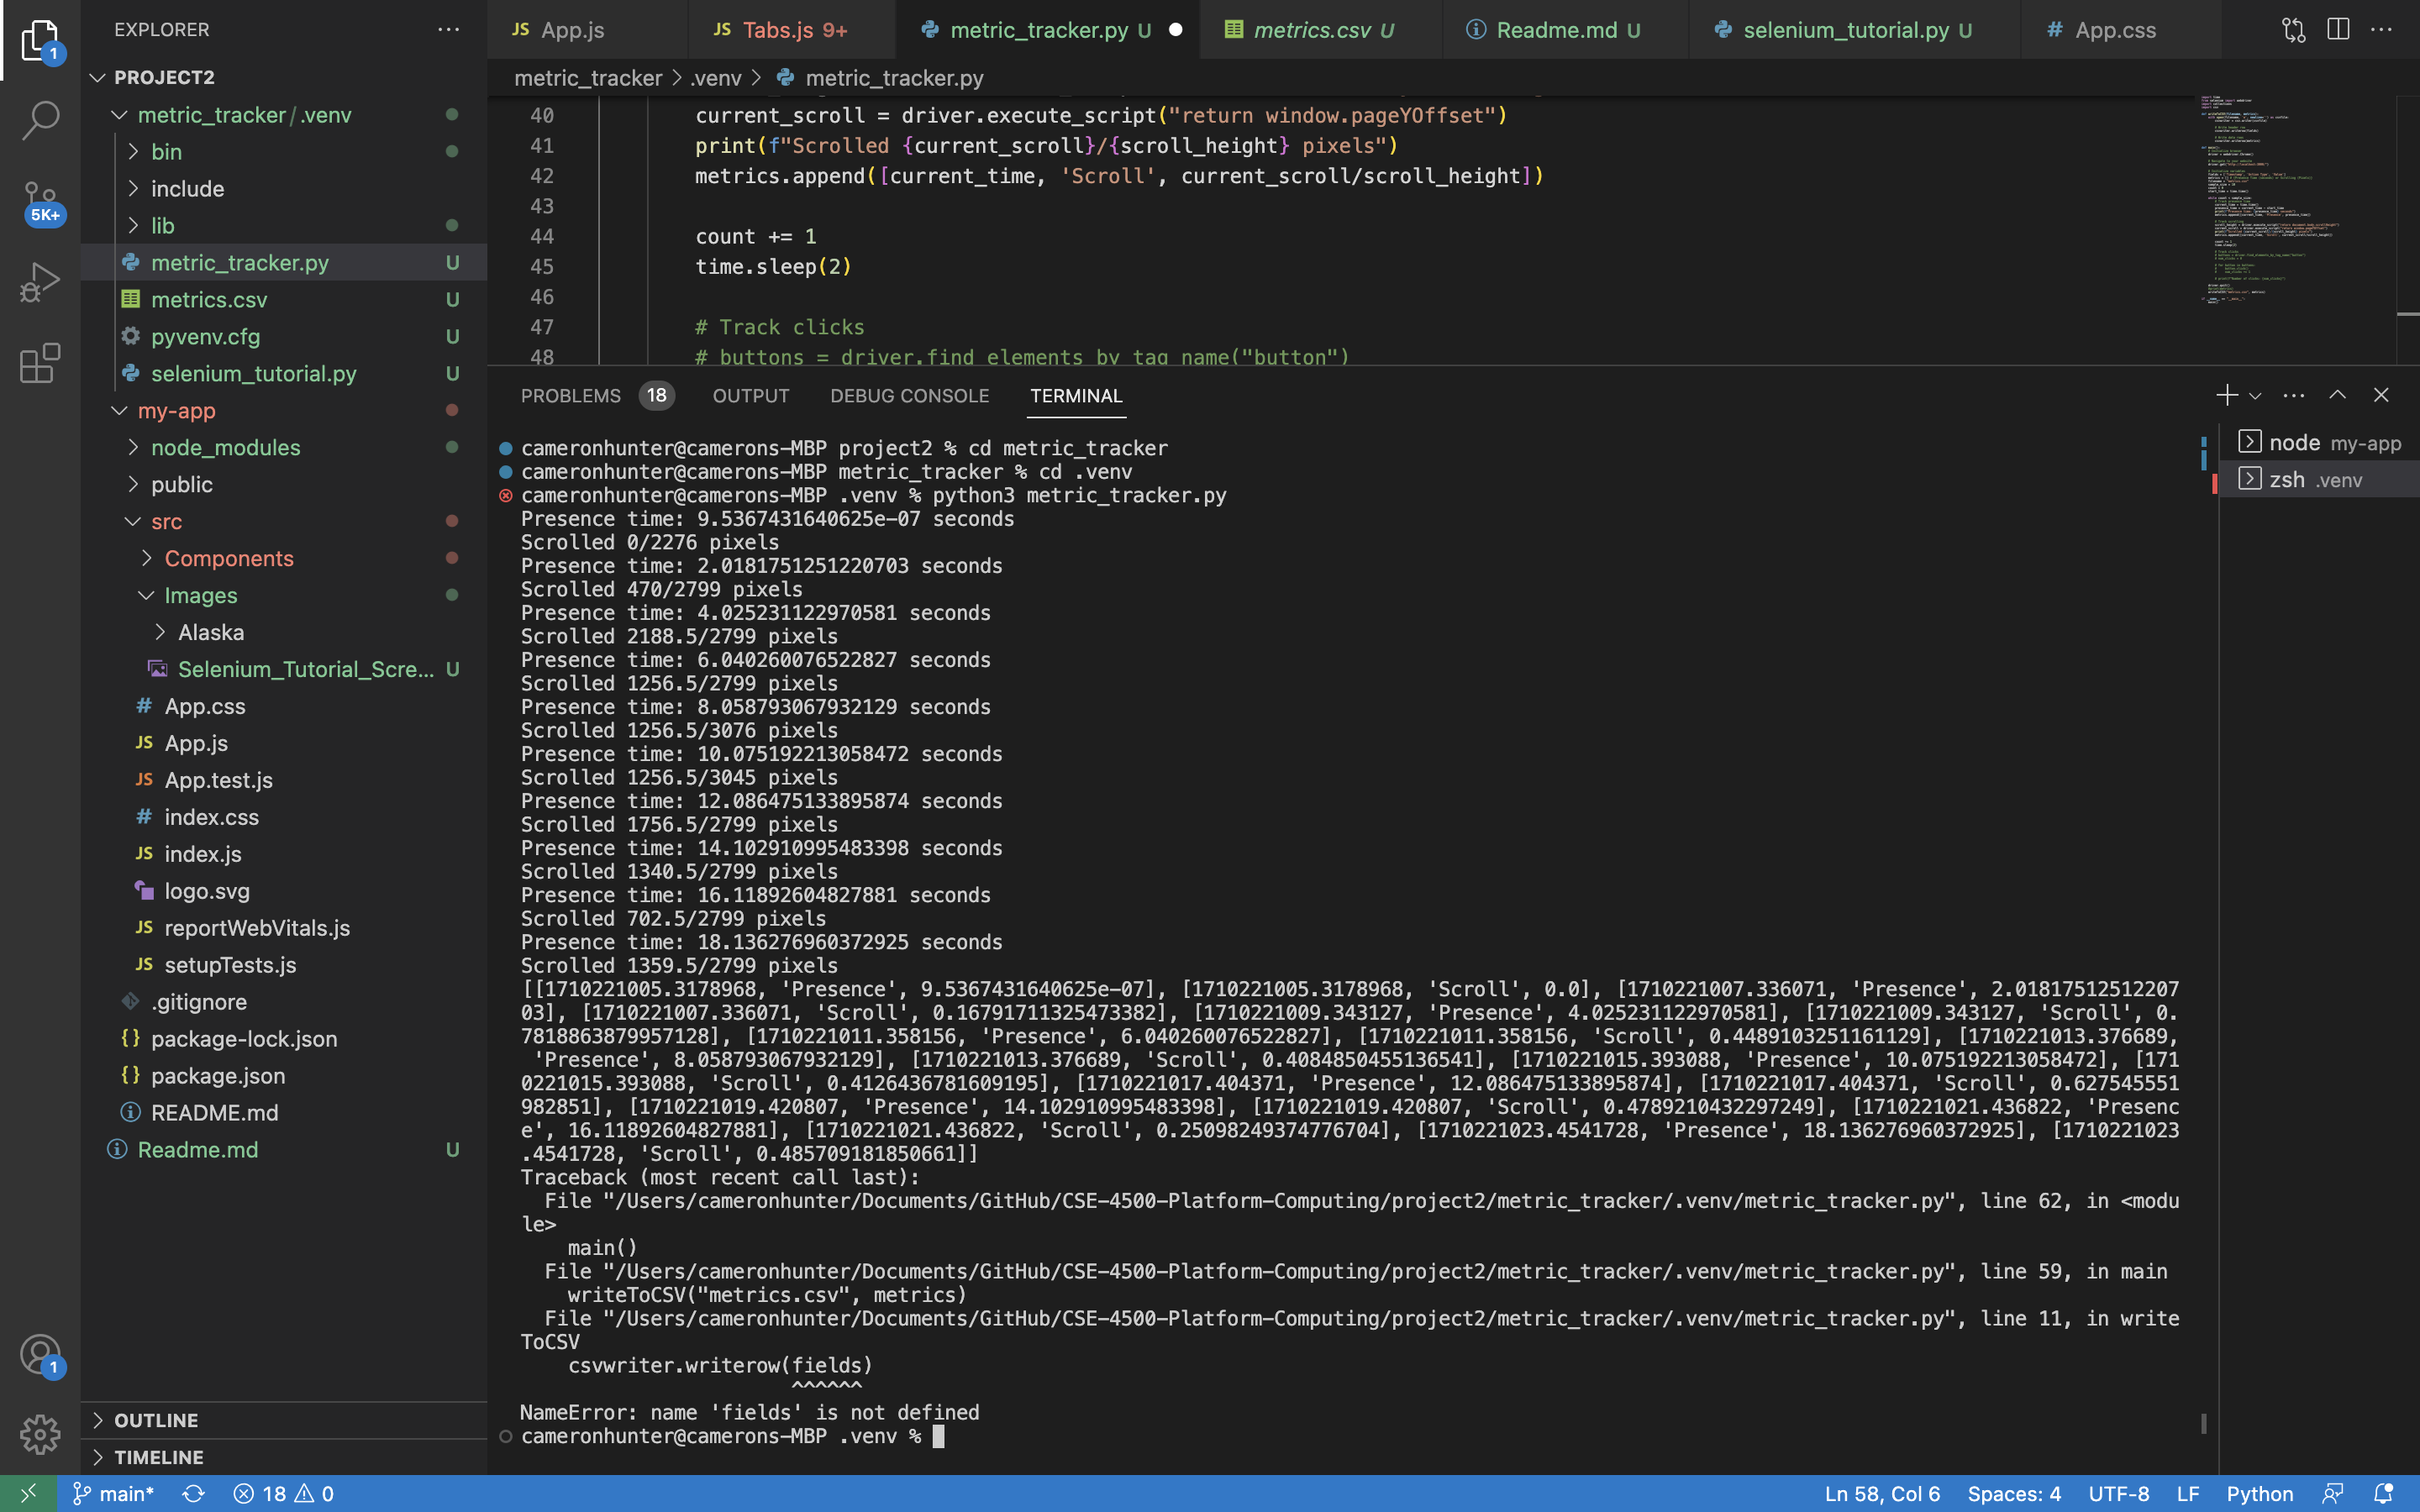 EXPLORER
PROJECT2
metric_tracker/.venv
bin
include
lib
metric_tracker.py U
metrics.csv U
pyvenv.cfg U
selenium_tutorial.py U
my-app
node_modules
public
src
Components
Images
Alaska
Selenium_Tutorial_Scre... U
App.css
App.js
App.test.js
index.css
index.js
logo.svg
reportWebVitals.js
setupTests.js
.gitignore
package-lock.json
package.json
README.md
Readme.md U
OUTLINE
TIMELINE
1
5K+
1
JS App.js
JS Tabs.js 9+
metric_tracker.py U
metrics.csv U
Readme.md U
selenium_tutorial.py U
# App.css
metric_tracker > .venv > metric_tracker.py
40 current_scroll = driver.execute_script("return window.pageYOffset")
41 print(f"Scrolled {current_scroll}/{scroll_height} pixels")
42 metrics.append([current_time, 'Scroll', current_scroll/scroll_height])
43
44 count += 1
45 time.sleep(2)
46
47 # Track clicks
48 # buttons = driver.find_elements_by_tag_name("button")
PROBLEMS 18 OUTPUT DEBUG CONSOLE TERMINAL
node my-app
zsh .venv
cameronhunter@camerons-MBP project2 % cd metric_tracker
cameronhunter@camerons-MBP metric_tracker % cd .venv
cameronhunter@camerons-MBP .venv % python3 metric_tracker.py
Presence time: 9.5367431640625e-07 seconds
Scrolled 0/2276 pixels
Presence time: 2.0181751251220703 seconds
Scrolled 470/2799 pixels
Presence time: 4.025231122970581 seconds
Scrolled 2188.5/2799 pixels
Presence time: 6.040260076522827 seconds
Scrolled 1256.5/2799 pixels
Presence time: 8.058793067932129 seconds
Scrolled 1256.5/3076 pixels
Presence time: 10.075192213058472 seconds
Scrolled 1256.5/3045 pixels
Presence time: 12.086475133895874 seconds
Scrolled 1756.5/2799 pixels
Presence time: 14.102910995483398 seconds
Scrolled 1340.5/2799 pixels
Presence time: 16.11892604827881 seconds
Scrolled 702.5/2799 pixels
Presence time: 18.136276960372925 seconds
Scrolled 1359.5/2799 pixels
[[1710221005.3178968, 'Presence', 9.5367431640625e-07], [1710221005.3178968, 'Scroll', 0.0], [1710221007.336071, 'Presence', 2.01817512512207
03], [1710221007.336071, 'Scroll', 0.16791711325473382], [1710221009.343127, 'Presence', 4.025231122970581], [1710221009.343127, 'Scroll', 0.
7818863879957128], [1710221011.358156, 'Presence', 6.040260076522827], [1710221011.358156, 'Scroll', 0.4489103251161129], [1710221013.376689,
'Presence', 8.058793067932129], [1710221013.376689, 'Scroll', 0.4084850455136541], [1710221015.393088, 'Presence', 10.075192213058472], [171
0221015.393088, 'Scroll', 0.4126436781609195], [1710221017.404371, 'Presence', 12.086475133895874], [1710221017.404371, 'Scroll', 0.627545551
982851], [1710221019.420807, 'Presence', 14.102910995483398], [1710221019.420807, 'Scroll', 0.4789210432297249], [1710221021.436822, 'Presenc
e', 16.11892604827881], [1710221021.436822, 'Scroll', 0.25098249374776704], [1710221023.4541728, 'Presence', 18.136276960372925], [1710221023
.4541728, 'Scroll', 0.485709181850661]]
Traceback (most recent call last):
File "/Users/cameronhunter/Documents/GitHub/CSE-4500-Platform-Computing/project2/metric_tracker/.venv/metric_tracker.py", line 62, in <modu
le>
main()
File "/Users/cameronhunter/Documents/GitHub/CSE-4500-Platform-Computing/project2/metric_tracker/.venv/metric_tracker.py", line 59, in main
writeToCSV("metrics.csv", metrics)
File "/Users/cameronhunter/Documents/GitHub/CSE-4500-Platform-Computing/project2/metric_tracker/.venv/metric_tracker.py", line 11, in write
ToCSV
csvwriter.writerow(fields)
^^^^^^
NameError: name 'fields' is not defined
cameronhunter@camerons-MBP .venv %
main* 18 0 Ln 58, Col 6 Spaces: 4 UTF-8 LF Python